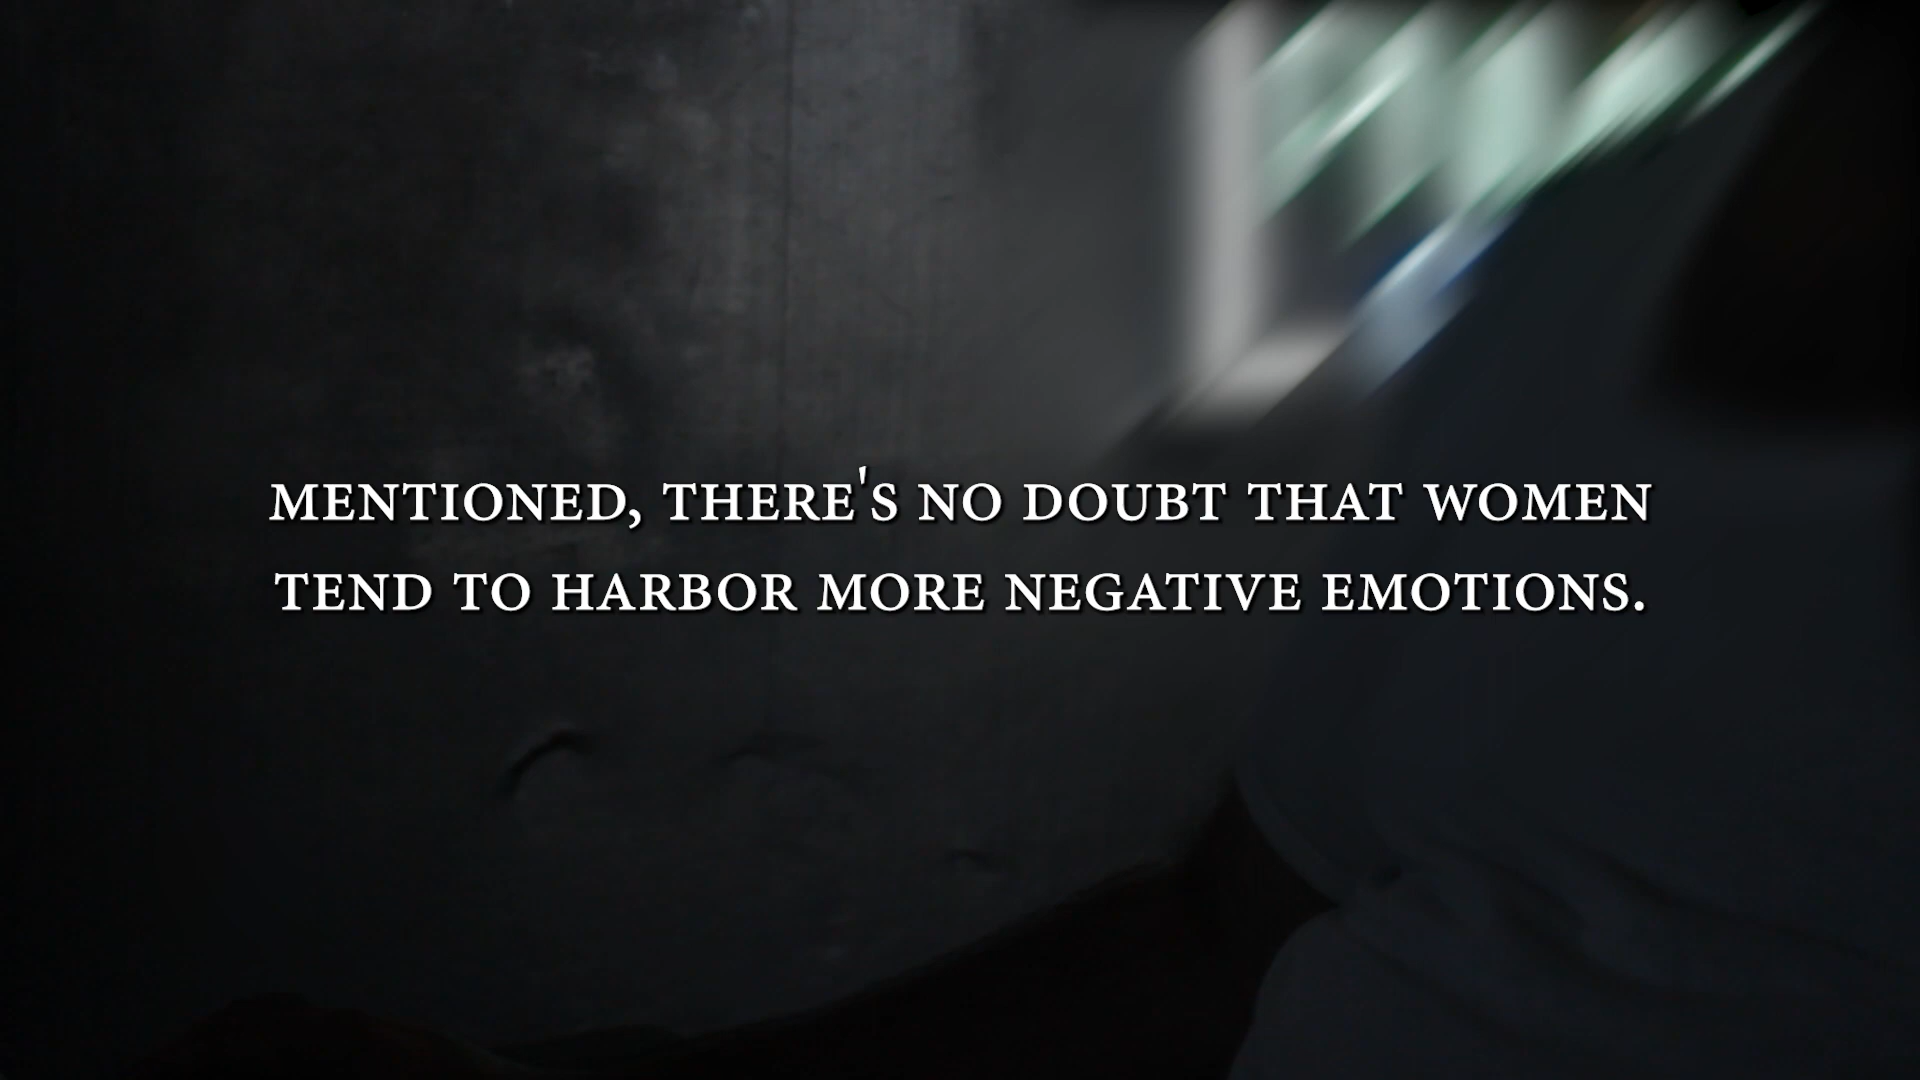 MENTIONED, THERE'S NO DOUBT THAT WOMEN
TEND TO HARBOR MORE NEGATIVE EMOTIONS.